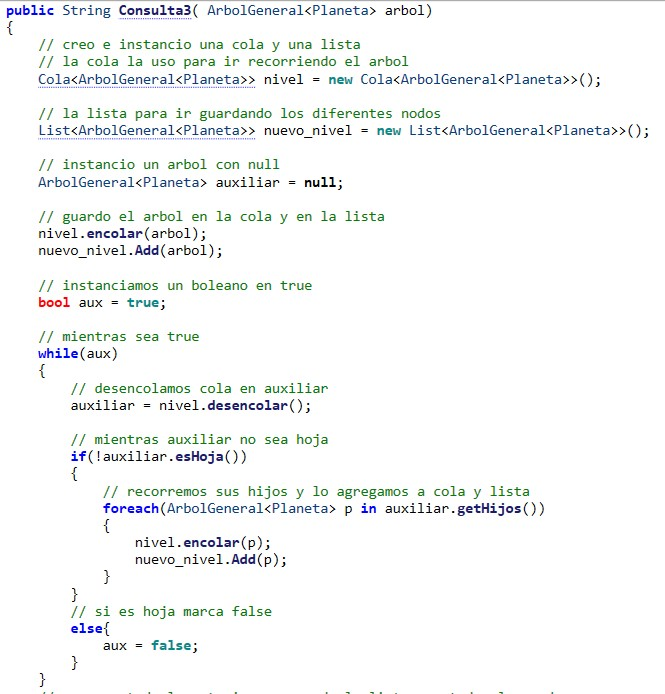 public String Consulta3( ArbolGeneral<Planeta> arbol)
{
// creo e instancio una cola y una lista
// la cola la uso para ir recorriendo el arbol
Cola<ArbolGeneral<Planeta>> nivel = new Cola<ArbolGeneral<Planeta>>();
// la lista para ir guardando los diferentes nodos
List<ArbolGeneral<Planeta>> nuevo_nivel = new List<ArbolGeneral<Planeta>>();
// instancio un arbol con null
ArbolGeneral<Planeta> auxiliar = null;
// guardo el arbol en la cola y en la lista
nivel.encolar(arbol);
nuevo_nivel.Add(arbol);
// instanciamos un boleano en true
bool aux = true;
// mientras sea true
while(aux)
{
// desencolamos cola en auxiliar
auxiliar = nivel.desencolar();
// mientras auxiliar no sea hoja
if(!auxiliar.esHoja())
{
// recorremos sus hijos y lo agregamos a cola y lista
foreach(ArbolGeneral<Planeta> p in auxiliar.getHijos())
{
nivel.encolar(p);
nuevo_nivel.Add(p);
}
}
// si es hoja marca false
else{
aux = false;
}
}